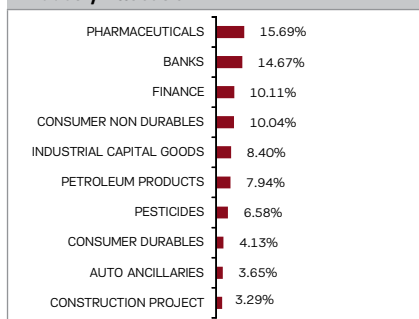 PHARMACEUTICALS 15.69%
BANKS 14.67%
FINANCE 10.11%
CONSUMER NON DURABLES 10.04%
INDUSTRIAL CAPITAL GOODS 8.40%
PETROLEUM PRODUCTS 7.94%
PESTICIDES 6.58%
CONSUMER DURABLES 4.13%
AUTO ANCILLARIES 3.65%
CONSTRUCTION PROJECT 3.29%